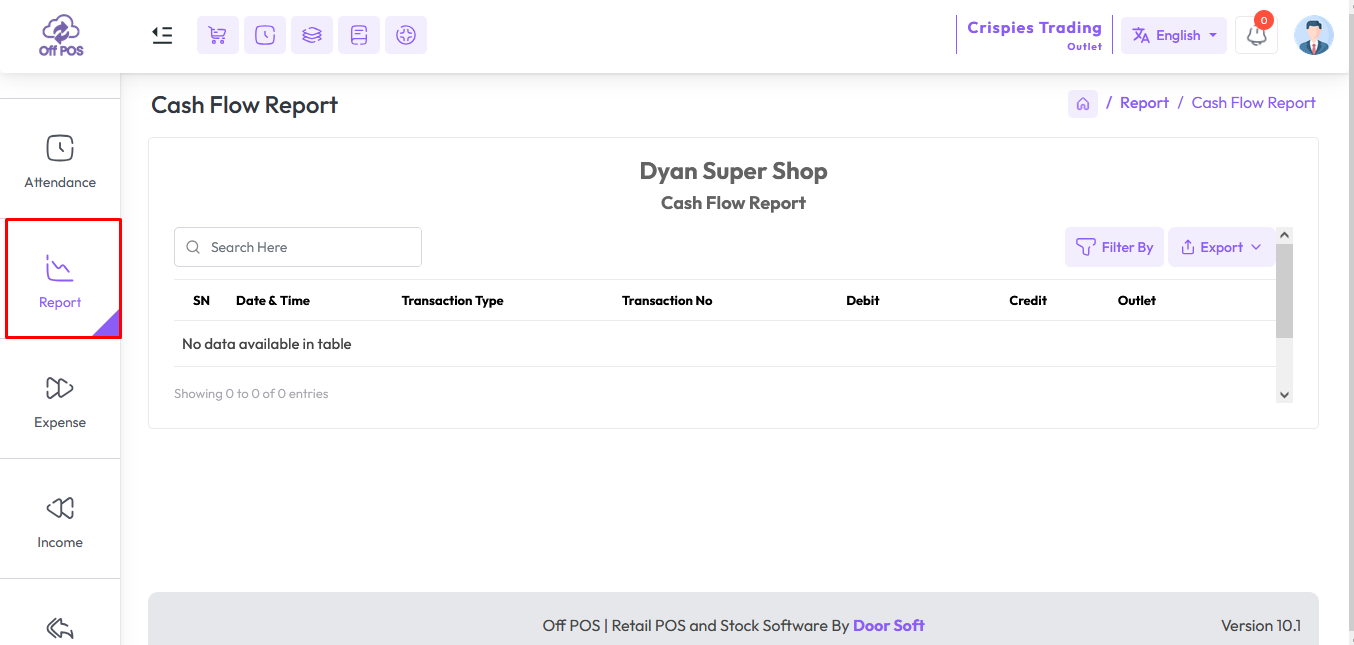 Off POS
Crispies Trading
Outlet
English
0
Cash Flow Report
/ Report / Cash Flow Report
Attendance
Report
Expense
Income
Dyan Super Shop
Cash Flow Report
Search Here
Filter By
Export
SN Date & Time Transaction Type Transaction No Debit Credit Outlet
No data available in table
Showing 0 to 0 of 0 entries
Off POS | Retail POS and Stock Software By Door Soft
Version 10.1